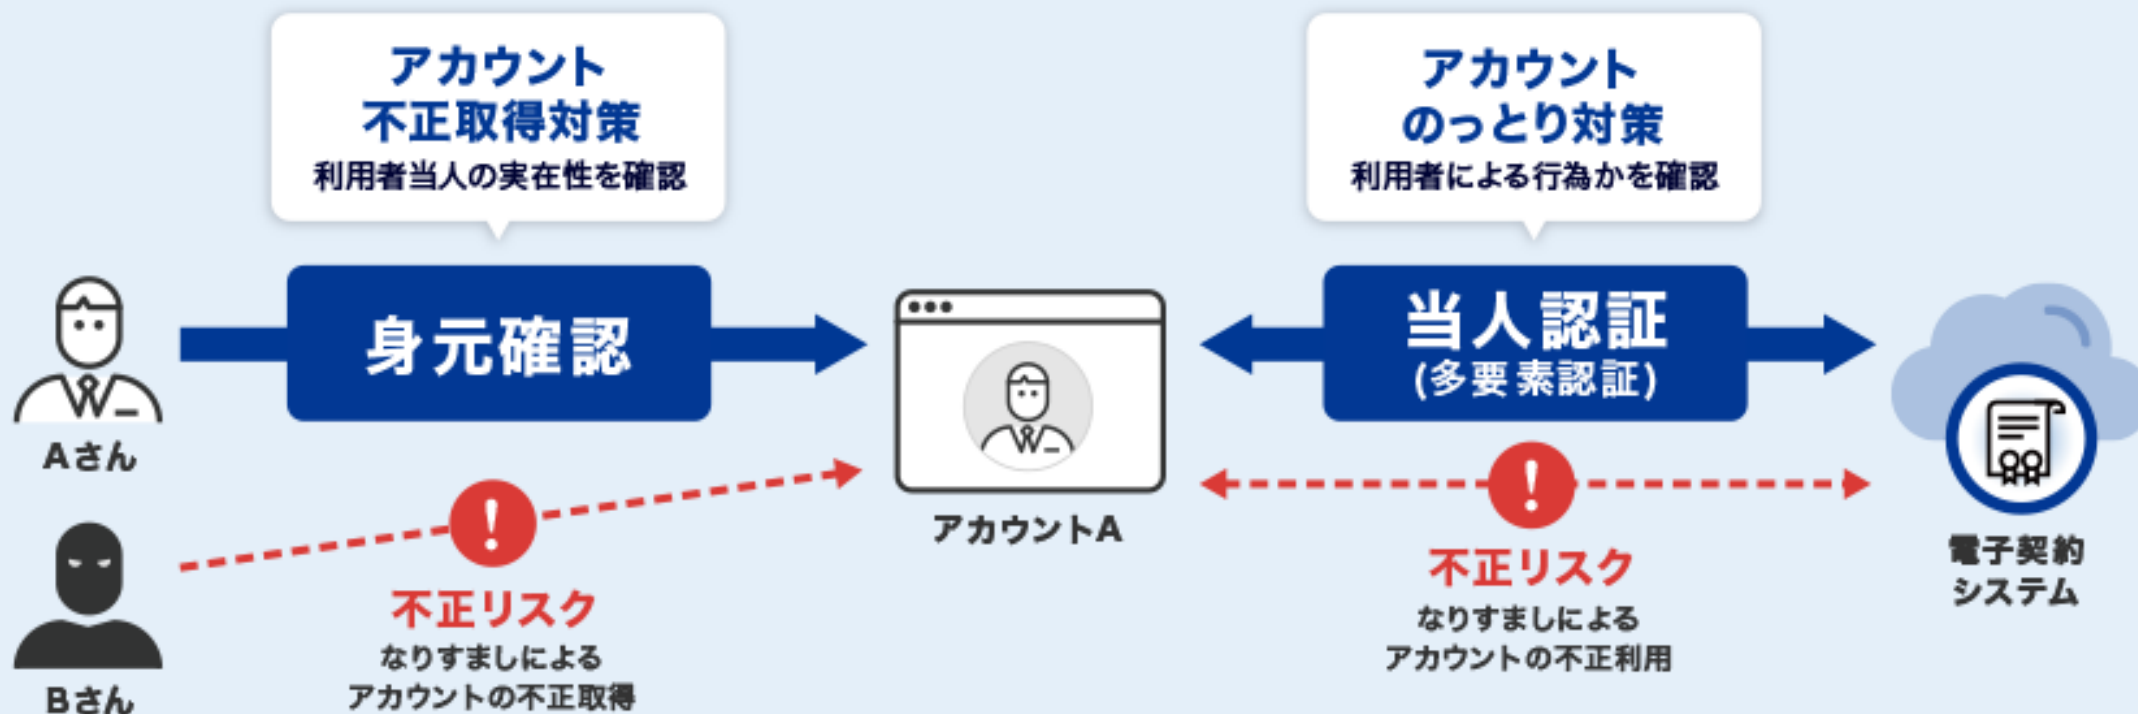 アカウント
不正取得対策
利用者当人の実在性を確認
アカウント
のっとり対策
利用者による行為かを確認
身元確認
当人認証
(多要素認証)
Aさん
アカウントA
不正リスク
なりすましによる
アカウントの不正取得
不正リスク
なりすましによる
アカウントの不正利用
電子契約
システム
Bさん